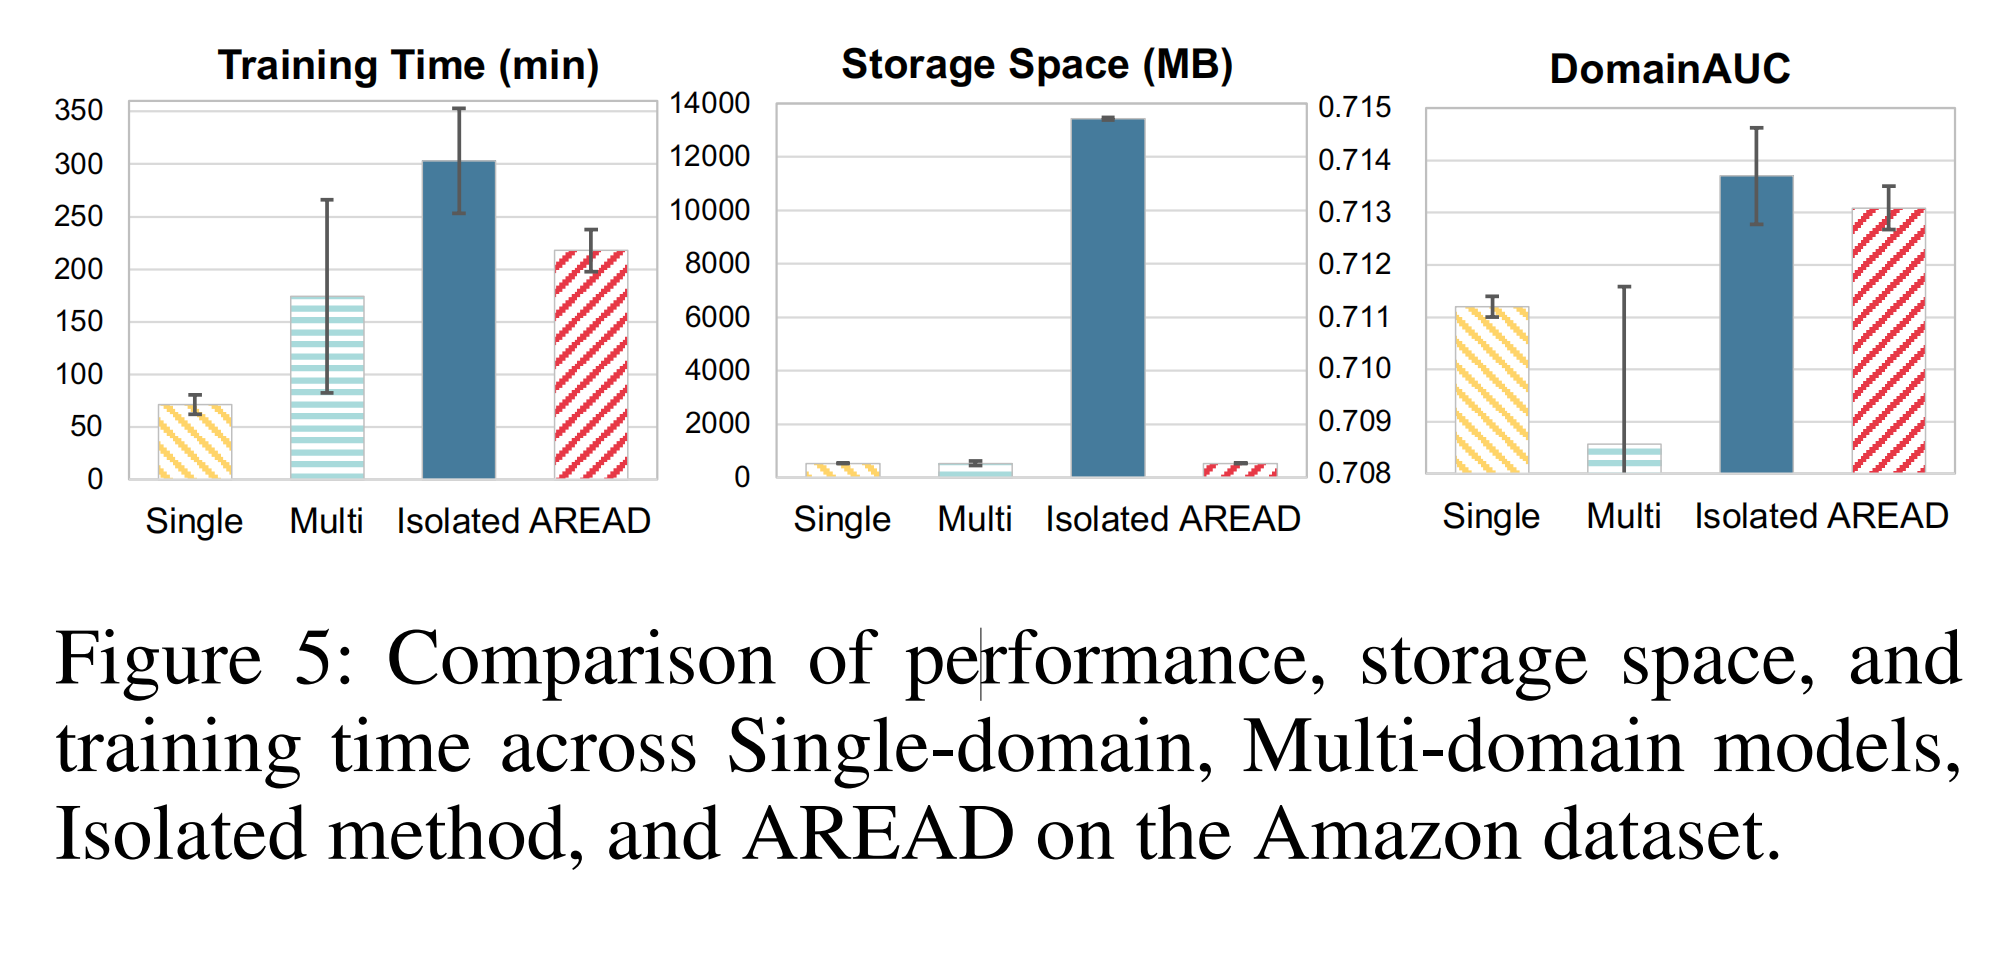 Training Time (min)
350
300
250
200
150
100
50
0
Single Multi Isolated AREAD
Storage Space (MB)
14000
12000
10000
8000
6000
4000
2000
0
Single Multi Isolated AREAD
DomainAUC
0.715
0.714
0.713
0.712
0.711
0.710
0.709
0.708
Single Multi Isolated AREAD
Figure 5: Comparison of performance, storage space, and
training time across Single-domain, Multi-domain models,
Isolated method, and AREAD on the Amazon dataset.